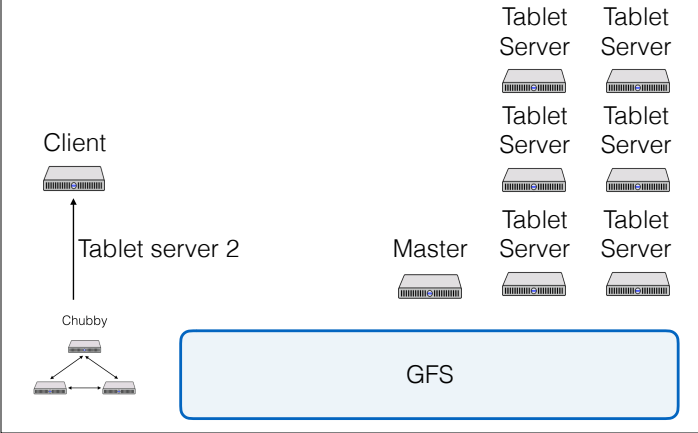 Tablet Server
Tablet Server
Tablet Server
Tablet Server
Client
Tablet server 2
Master
Tablet Server
Tablet Server
Chubby
GFS